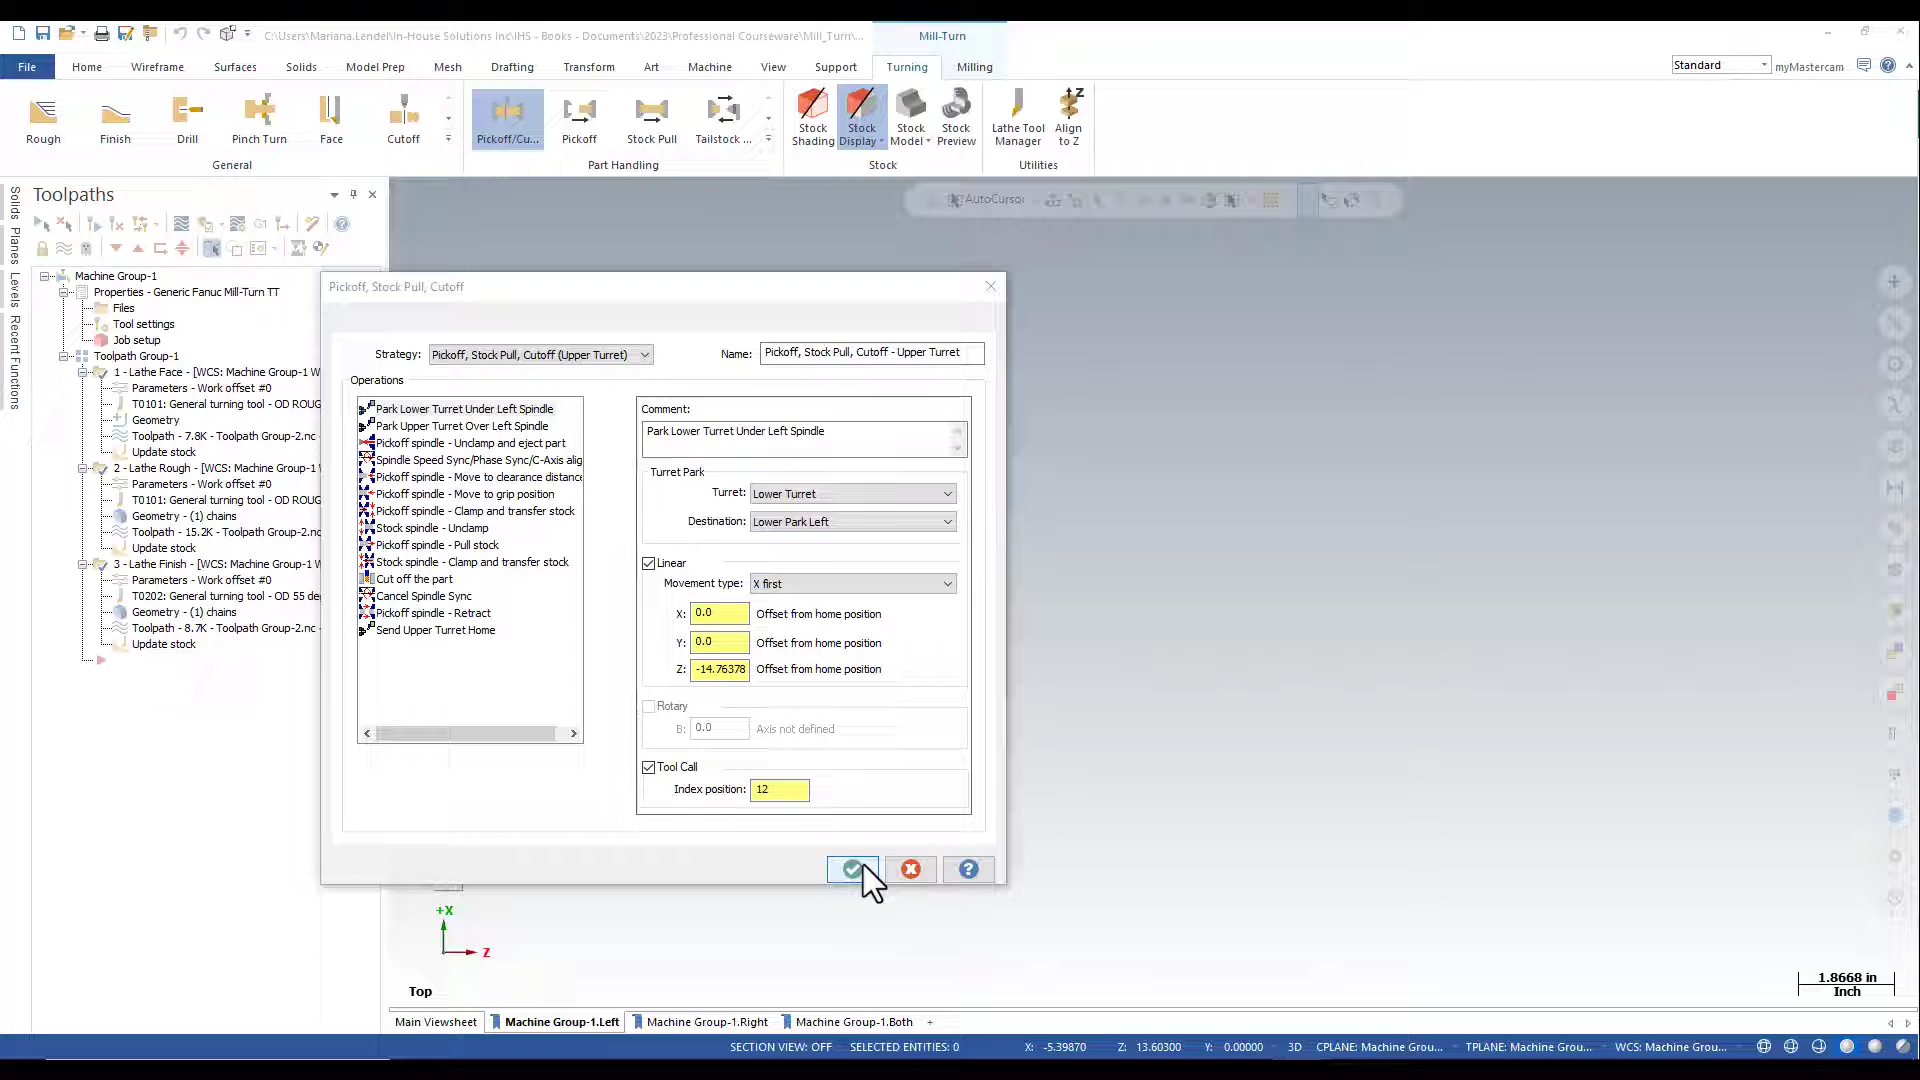 C:\Users\Mariana.Lendel\In-House Solutions Inc\IHS - Books - Documents\2023\Professional Courseware\Mill_Turn\...
Mill-Turn
File Home Wireframe Surfaces Solids Model Prep Mesh Drafting Transform Art Machine View Support Turning Milling
Standard
myMastercam
Rough Finish Drill Pinch Turn Face Cutoff
Pickoff/Cu... Pickoff Stock Pull Tailstock ...
Stock Shading
Stock Display
Stock Model
Stock Preview
Lathe Tool Manager
Align to Z
General Part Handling Stock Utilities
Solids Planes Levels Recent Functions
Toolpaths
AutoCursor
Machine Group-1
Properties - Generic Fanuc Mill-Turn TT
Files
Tool settings
Job setup
Toolpath Group-1
1 - Lathe Face - [WCS: Machine Group-1 W
Parameters - Work offset #0
T0101: General turning tool - OD ROUG
Geometry
Toolpath - 7.8K - Toolpath Group-2.nc -
Update stock
2 - Lathe Rough - [WCS: Machine Group-1
Parameters - Work offset #0
T0101: General turning tool - OD ROUG
Geometry - (1) chains
Toolpath - 15.2K - Toolpath Group-2.nc
Update stock
3 - Lathe Finish - [WCS: Machine Group-1 W
Parameters - Work offset #0
T0202: General turning tool - OD 55 deg
Geometry - (1) chains
Toolpath - 8.7K - Toolpath Group-2.nc -
Update stock
Pickoff, Stock Pull, Cutoff
Strategy: Pickoff, Stock Pull, Cutoff (Upper Turret)
Name: Pickoff, Stock Pull, Cutoff - Upper Turret
Operations
Park Lower Turret Under Left Spindle
Park Upper Turret Over Left Spindle
Pickoff spindle - Unclamp and eject part
Spindle Speed Sync/Phase Sync/C-Axis alig
Pickoff spindle - Move to clearance distance
Pickoff spindle - Move to grip position
Pickoff spindle - Clamp and transfer stock
Stock spindle - Unclamp
Pickoff spindle - Pull stock
Stock spindle - Clamp and transfer stock
Cut off the part
Cancel Spindle Sync
Pickoff spindle - Retract
Send Upper Turret Home
Comment:
Park Lower Turret Under Left Spindle
Turret Park
Turret: Lower Turret
Destination: Lower Park Left
Linear
Movement type: X first
X: 0.0 Offset from home position
Y: 0.0 Offset from home position
Z: -14.76378 Offset from home position
Rotary
B: 0.0 Axis not defined
Tool Call
Index position: 12
+X
Z
Top
1.8668 in
Inch
Main Viewsheet Machine Group-1.Left Machine Group-1.Right Machine Group-1.Both +
SECTION VIEW: OFF SELECTED ENTITIES: 0 X: -5.39870 Z: 13.60300 Y: 0.00000 3D CPLANE: Machine Grou... TPLANE: Machine Grou... WCS: Machine Grou...